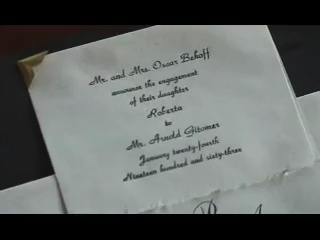 Mr. and Mrs. Oscar Behoff
announce the engagement
of their daughter
Roberta
to
Mr. Arnold Gitomer
January twenty-fourth
Nineteen hundred and sixty-three